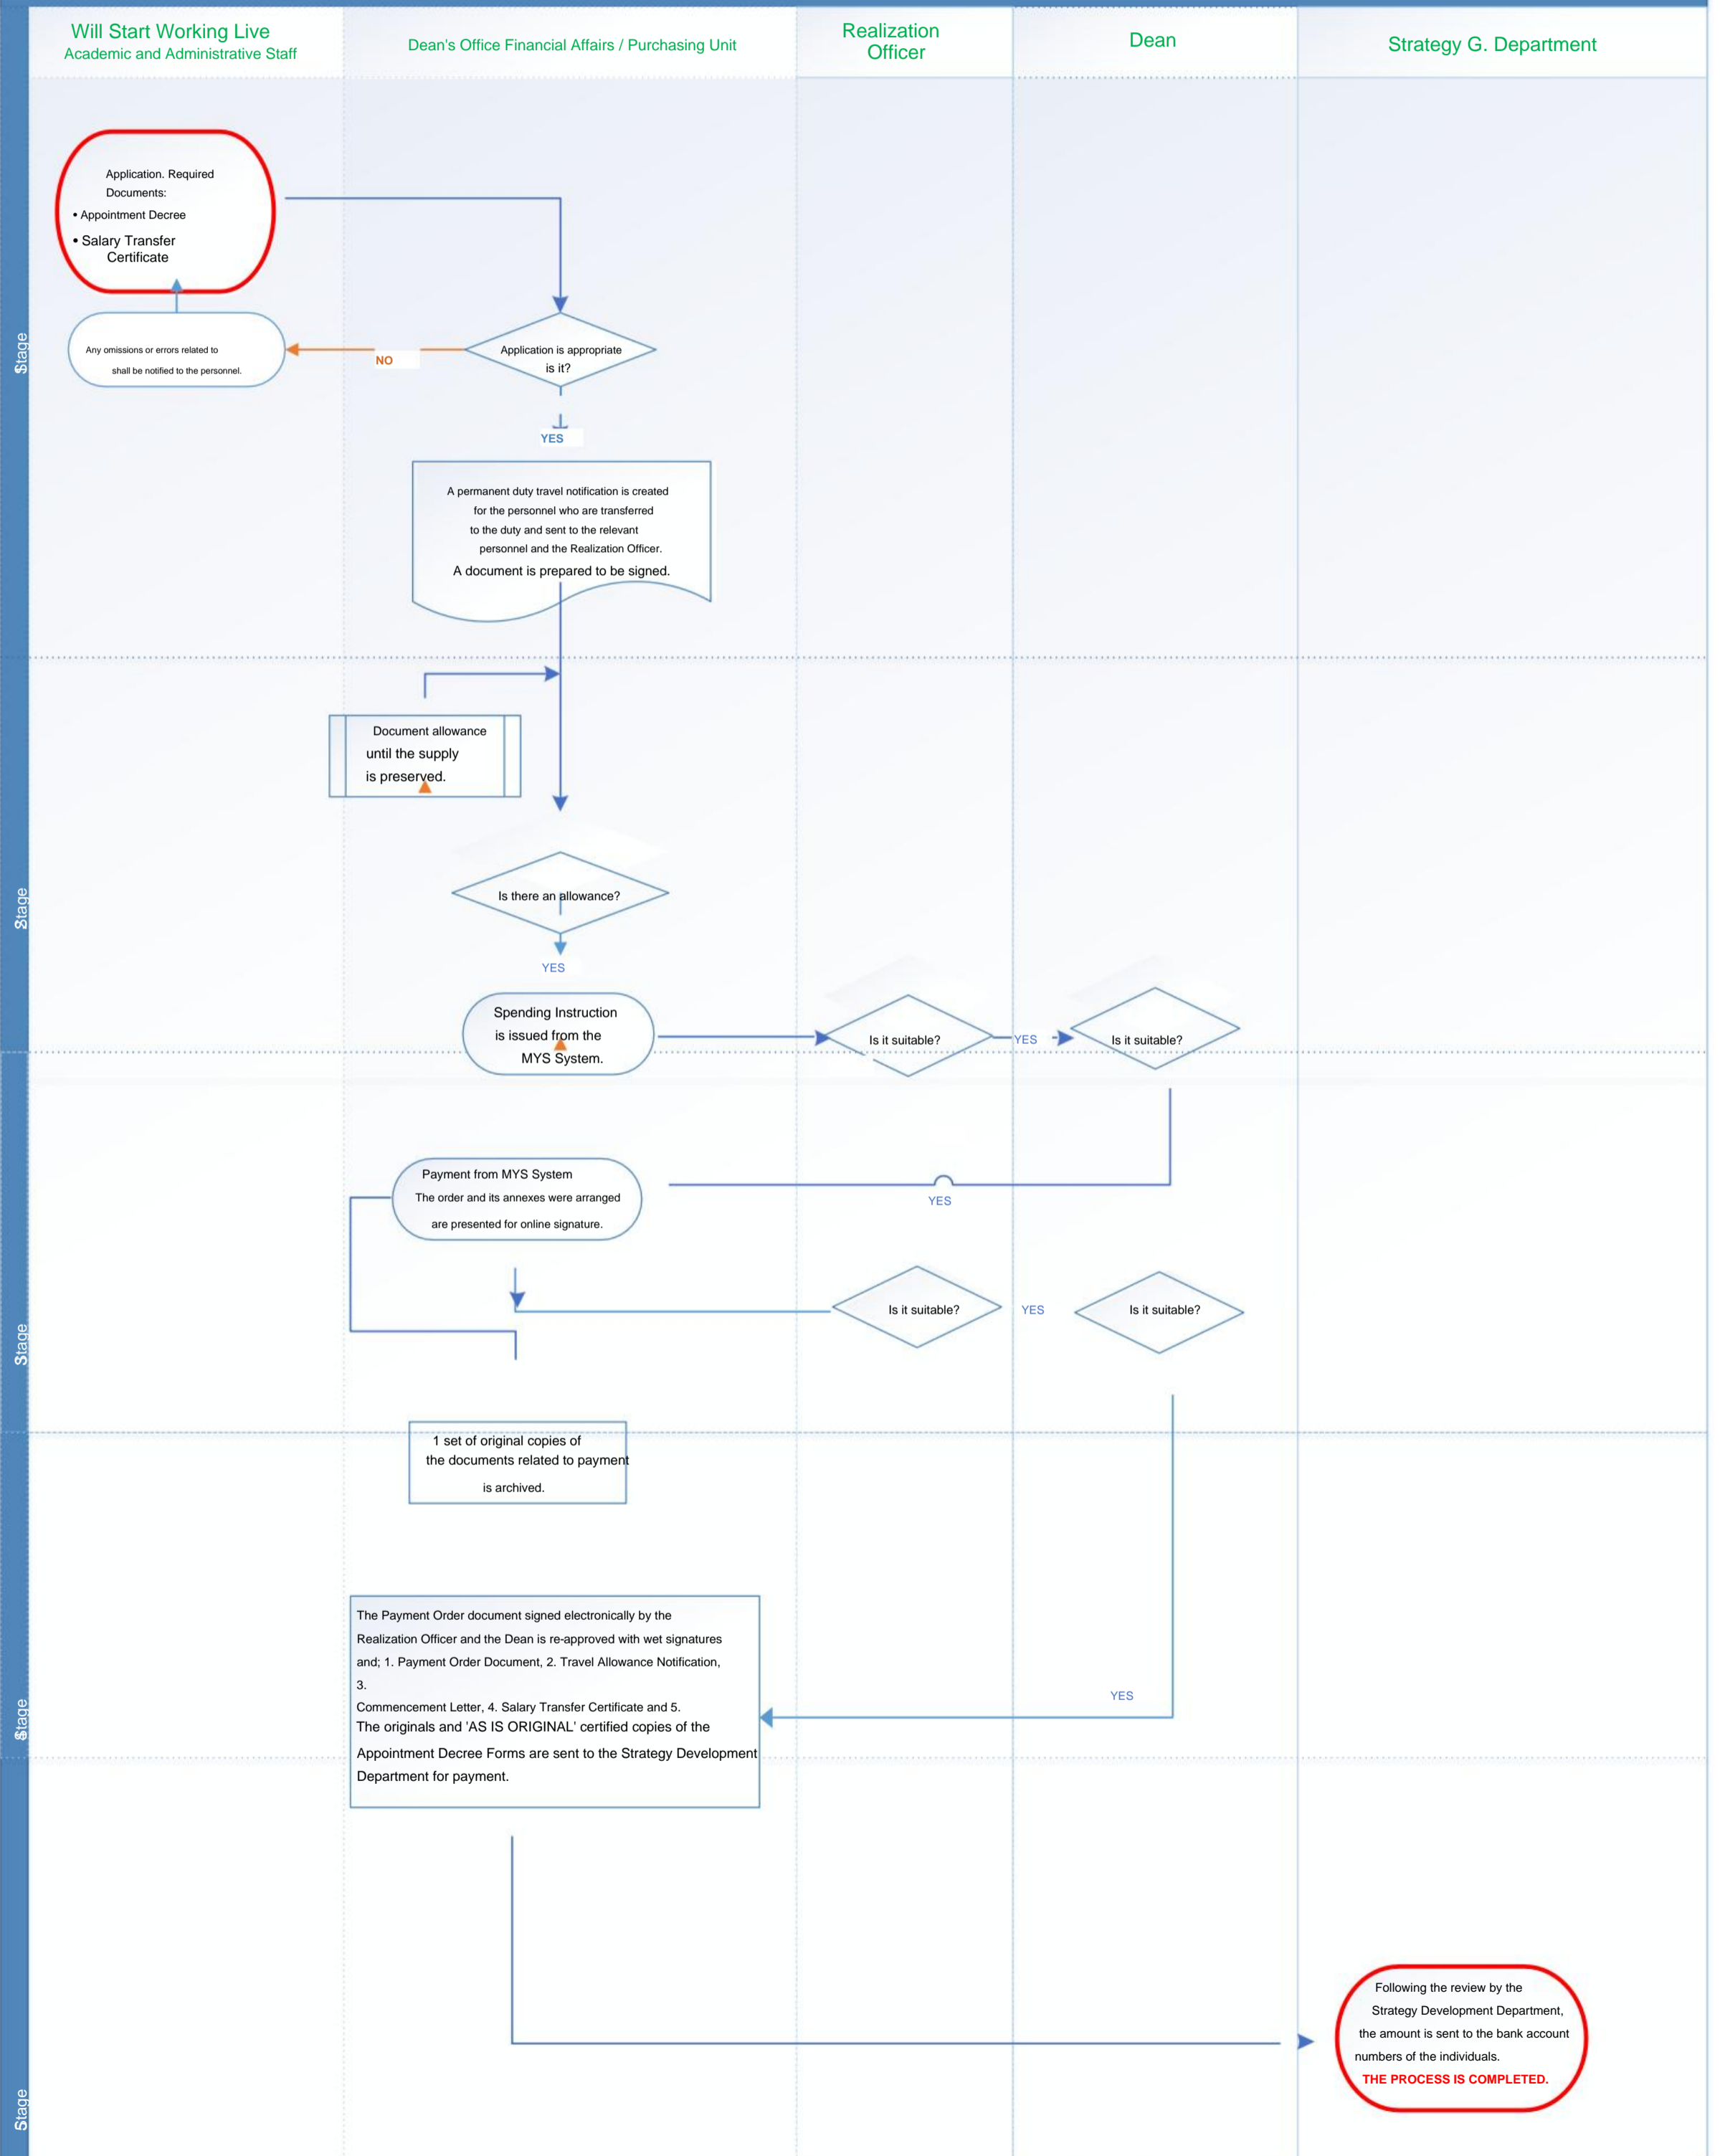 Will Start Working Live
Academic and Administrative Staff
Dean's Office Financial Affairs / Purchasing Unit
Realization
Officer
Dean
Strategy G. Department
Application. Required
Documents:
• Appointment Decree
• Salary Transfer
Certificate
Any omissions or errors related to
shall be notified to the personnel.
NO
Application is appropriate
is it?
YES
A permanent duty travel notification is created
for the personnel who are transferred
to the duty and sent to the relevant
personnel and the Realization Officer.
A document is prepared to be signed.
Stage
Document allowance
until the supply
is preserved.
Is there an allowance?
YES
Spending Instruction
is issued from the
MYS System.
Is it suitable?
YES
Is it suitable?
Stage
Payment from MYS System
The order and its annexes were arranged
are presented for online signature.
YES
Is it suitable?
YES
Is it suitable?
Stage
1 set of original copies of
the documents related to payment
is archived.
The Payment Order document signed electronically by the
Realization Officer and the Dean is re-approved with wet signatures
and; 1. Payment Order Document, 2. Travel Allowance Notification,
3.
Commencement Letter, 4. Salary Transfer Certificate and 5.
The originals and 'AS IS ORIGINAL' certified copies of the
Appointment Decree Forms are sent to the Strategy Development
Department for payment.
YES
Stage
Following the review by the
Strategy Development Department,
the amount is sent to the bank account
numbers of the individuals.
THE PROCESS IS COMPLETED.
Stage